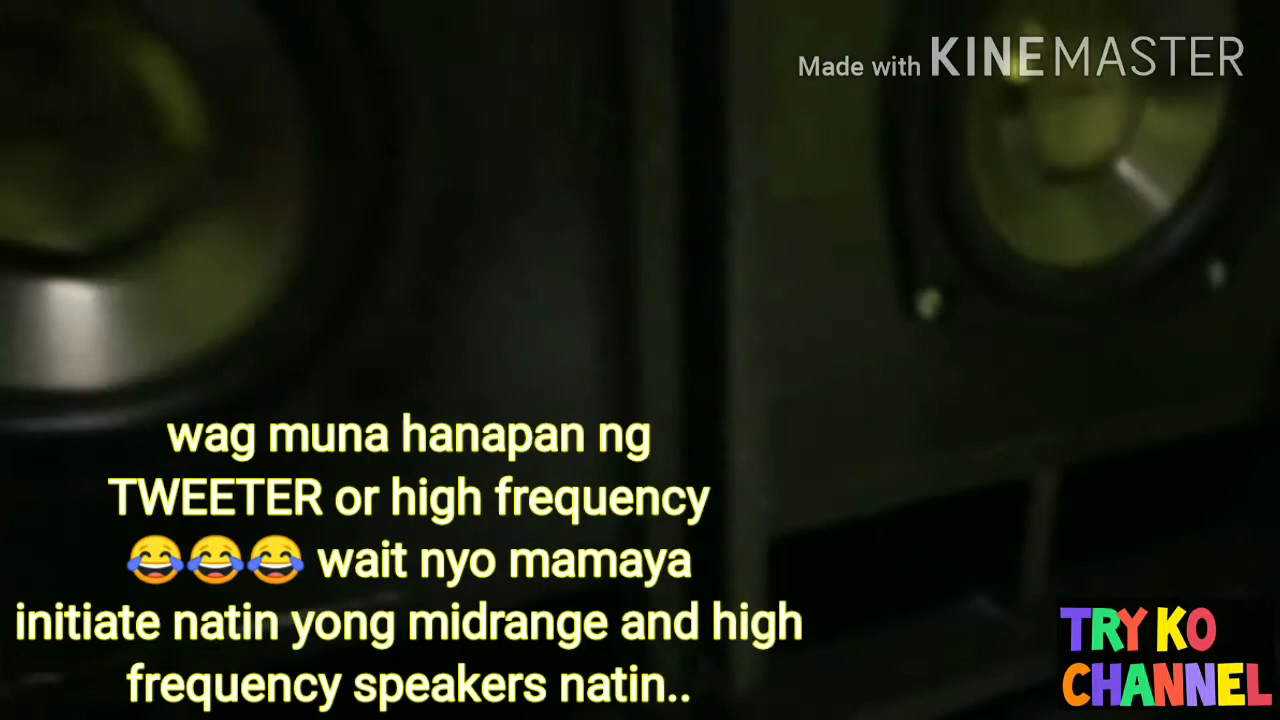 Made with KINEMASTER
wag muna hanapan ng
TWEETER or high frequency
😂😂😂 wait nyo mamaya
initiate natin yong midrange and high
frequency speakers natin..
TRY KO
CHANNEL